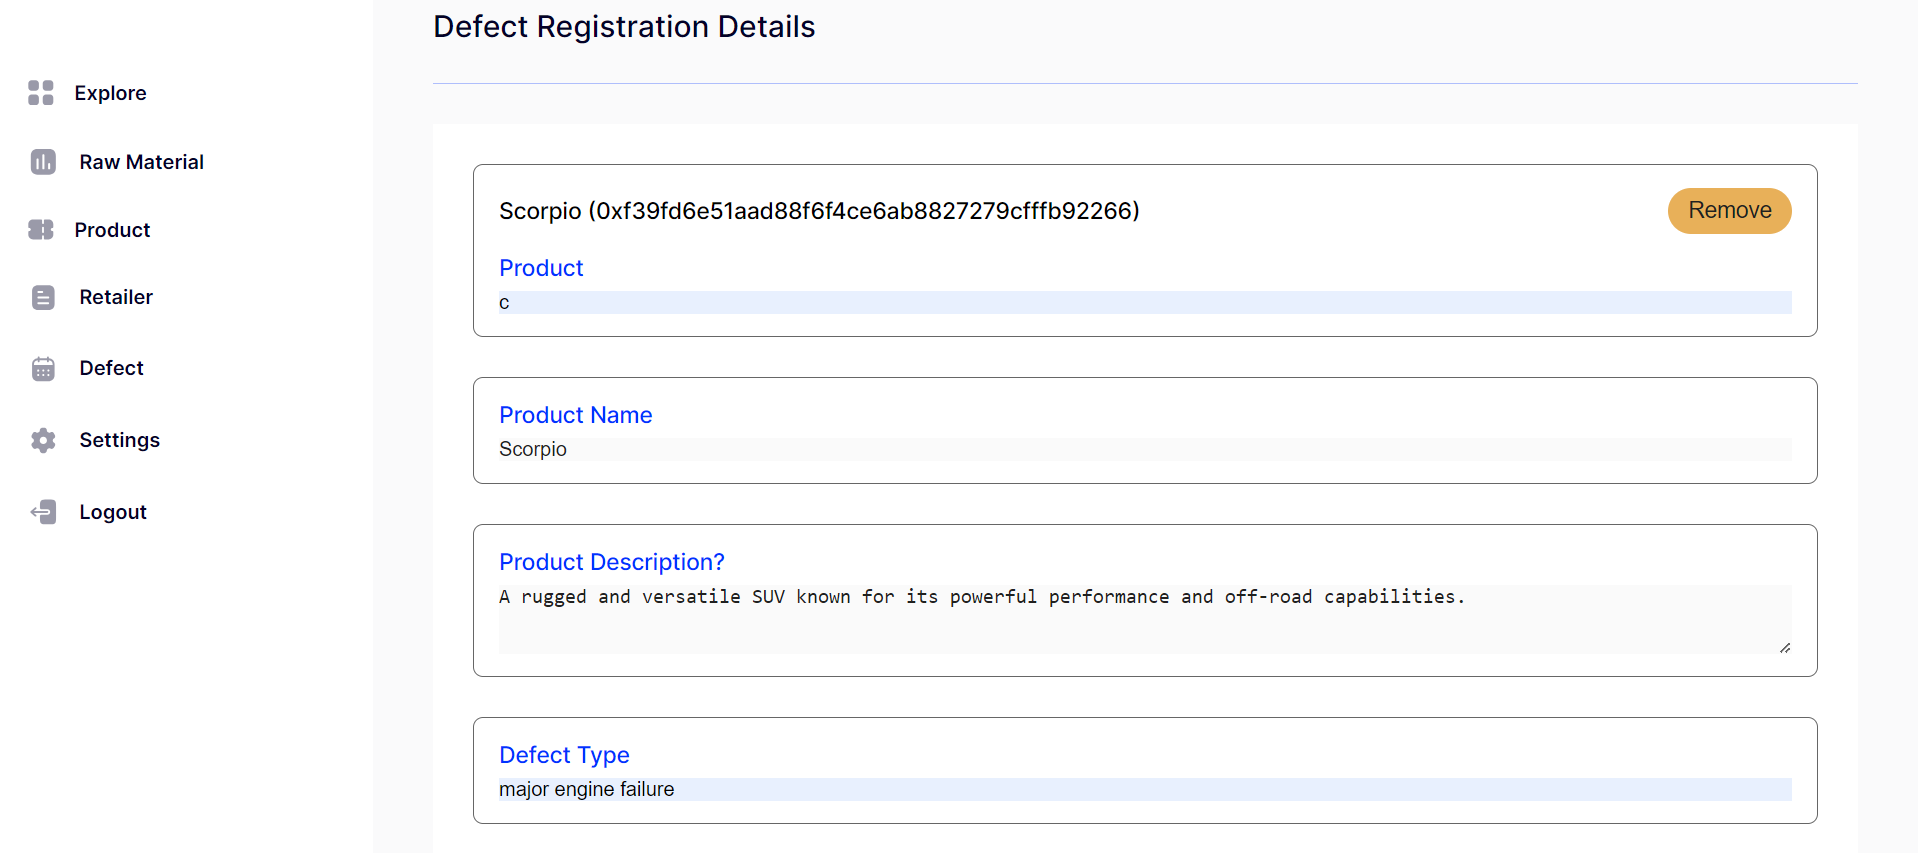 Defect Registration Details
Explore
Raw Material
Product
Retailer
Defect
Settings
Logout
Scorpio (0xf39fd6e51aad88f6f4ce6ab8827279cfffb92266)
Remove
Product
c
Product Name
Scorpio
Product Description?
A rugged and versatile SUV known for its powerful performance and off-road capabilities.
Defect Type
major engine failure